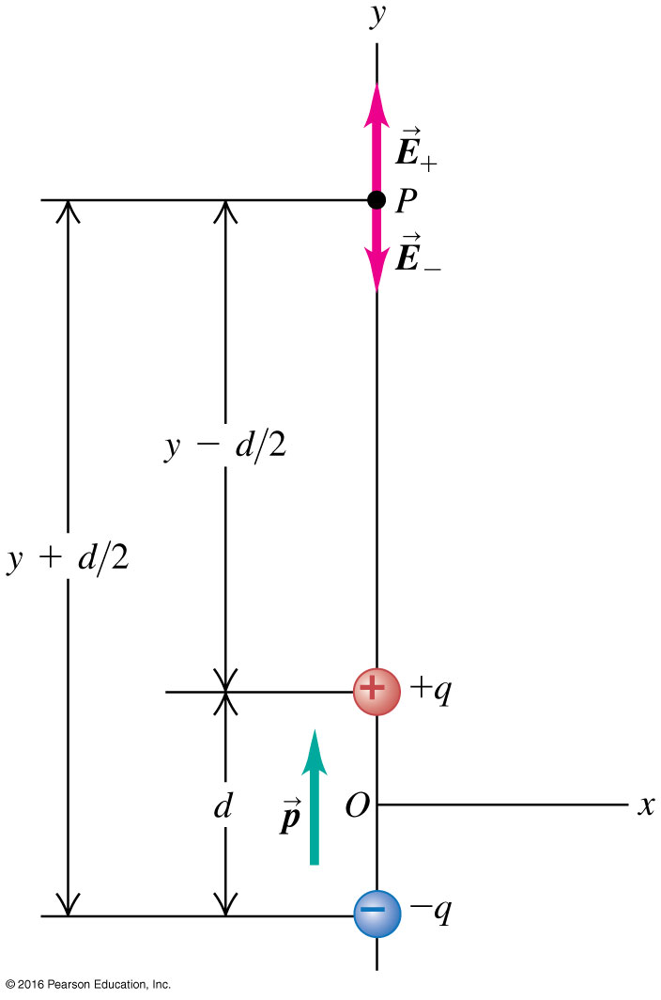 y
E⃗₊
P
E⃗₋
y − d/2
y + d/2
+
+q
d
p⃗
O
x
−
−q
© 2016 Pearson Education, Inc.